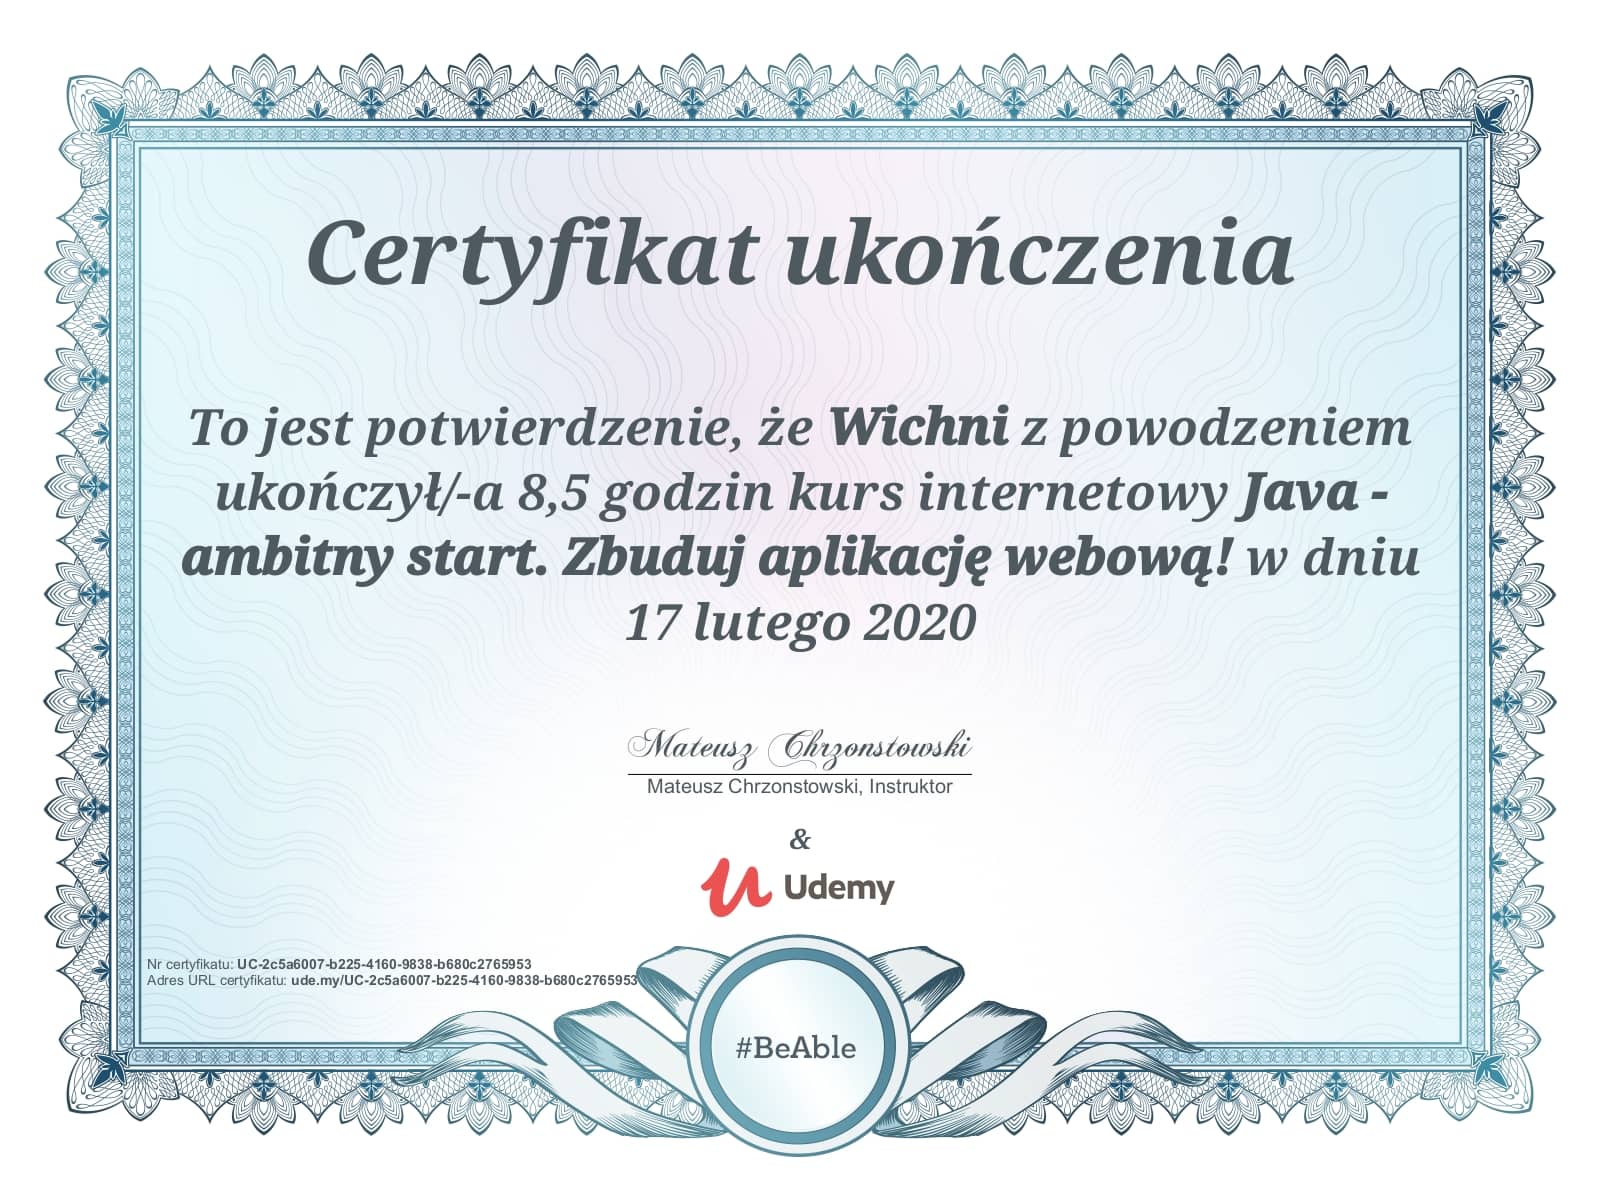 Certyfikat ukończenia
To jest potwierdzenie, że Wichni z powodzeniem
ukończył/-a 8,5 godzin kurs internetowy Java -
ambitny start. Zbuduj aplikację webową! w dniu
17 lutego 2020
Mateusz Chrzonstowski
Mateusz Chrzonstowski, Instruktor
&
Udemy
Nr certyfikatu: UC-2c5a6007-b225-4160-9838-b680c2765953
Adres URL certyfikatu: ude.my/UC-2c5a6007-b225-4160-9838-b680c2765953
#BeAble